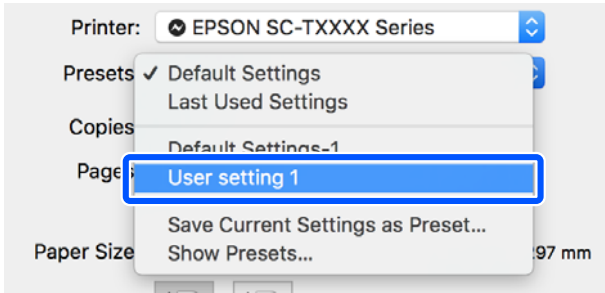 Printer: EPSON SC-TXXXX Series
Presets ✓ Default Settings
Last Used Settings
Copies
Default Settings-1
Pages
User setting 1
Save Current Settings as Preset...
Paper Size
Show Presets...
297 mm